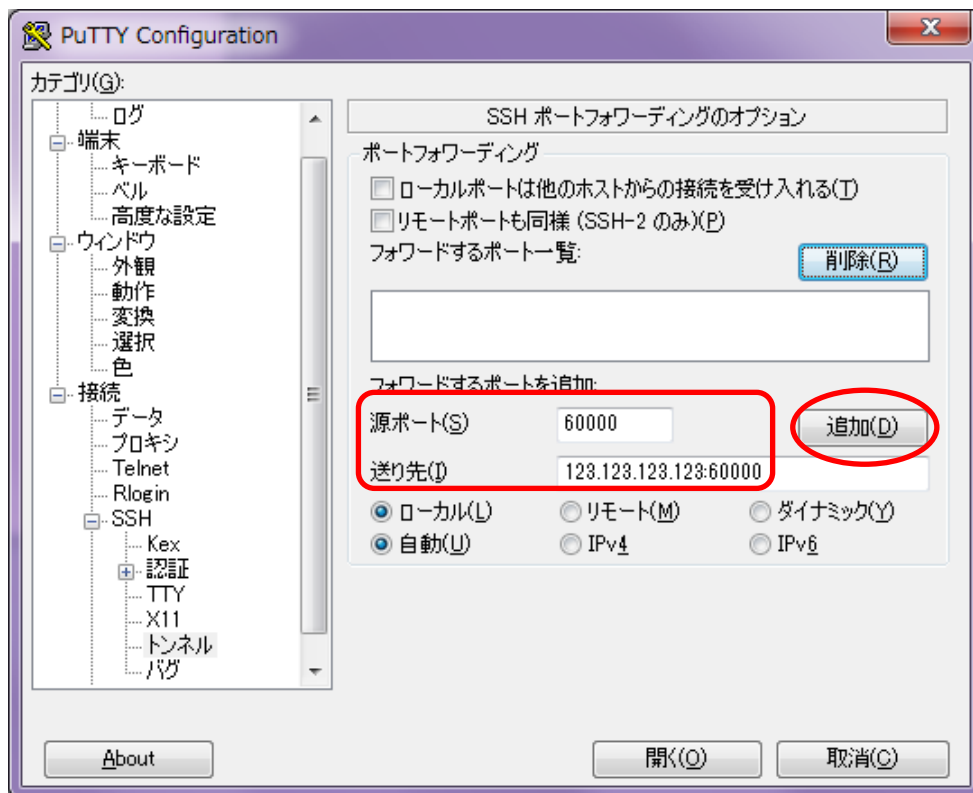 PuTTY Configuration
カテゴリ(G):
ログ
端末
キーボード
ベル
高度な設定
ウィンドウ
外観
動作
変換
選択
色
接続
データ
プロキシ
Telnet
Rlogin
SSH
Kex
認証
TTY
X11
トンネル
バグ
SSH ポートフォワーディングのオプション
ポートフォワーディング
ローカルポートは他のホストからの接続を受け入れる(T)
リモートポートも同様 (SSH-2 のみ)(P)
フォワードするポート一覧:
削除(R)
フォワードするポートを追加:
源ポート(S)
60000
追加(D)
送り先(I)
123.123.123.123:60000
ローカル(L)
リモート(M)
ダイナミック(Y)
自動(U)
IPv4
IPv6
About
開く(O)
取消(C)